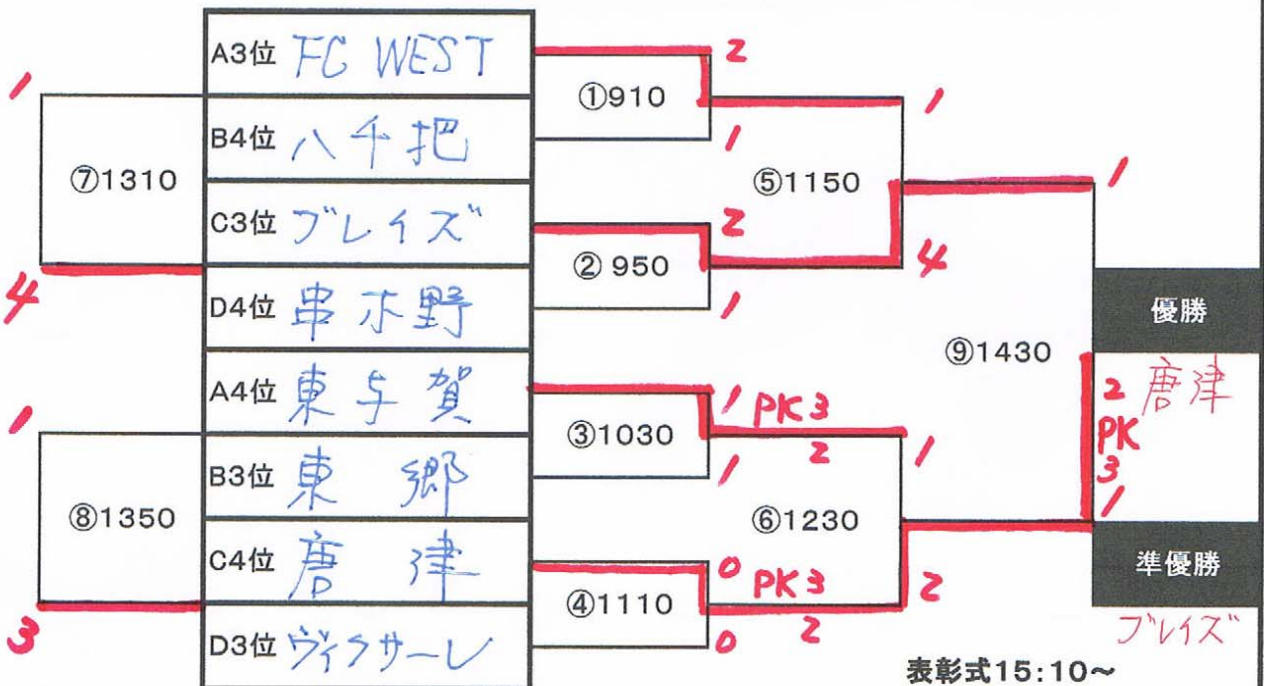 A3位 FC WEST
B4位 八千把
C3位 ブレイズ
D4位 串木野
A4位 東与賀
B3位 東 郷
C4位 唐 津
D3位 ヴィクサーレ
1
⑦1310
4
1
⑧1350
3
2
①910
1
2
② 950
1
1 PK 3
③1030
1 2
0 PK 3
④1110
0 2
1
⑤1150
4
1
⑥1230
2
1
⑨1430
2
PK
3
1
優勝
唐津
準優勝
ブレイズ
表彰式15:10~